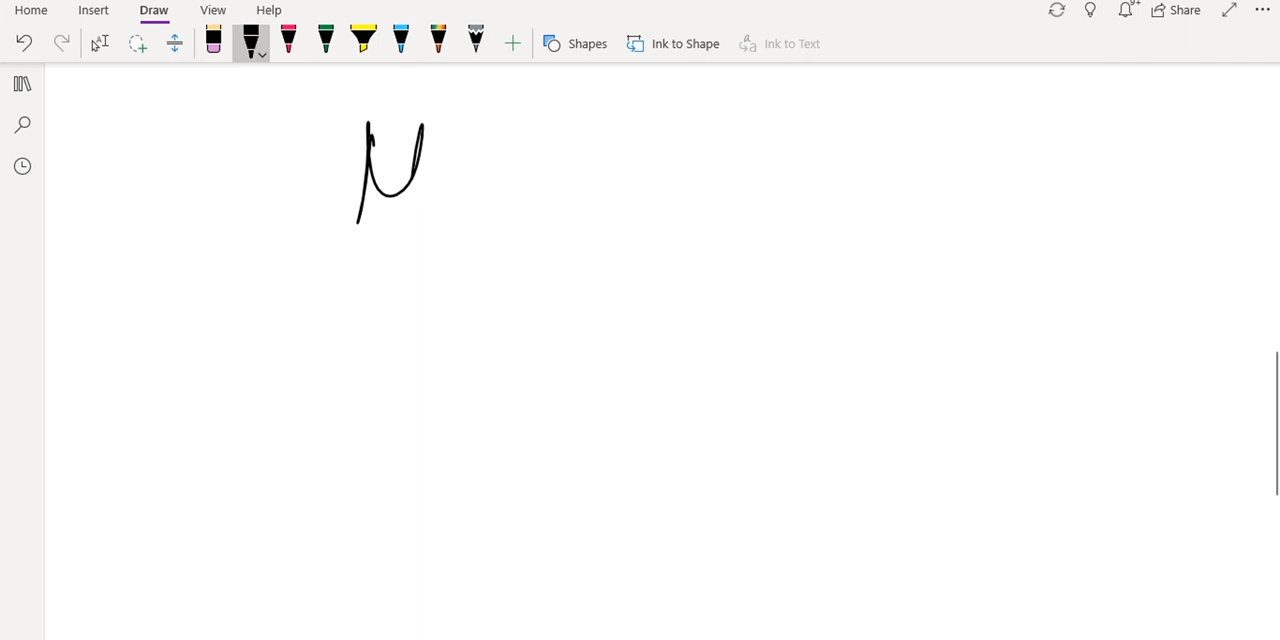 Home Insert Draw View Help Share
Shapes Ink to Shape Ink to Text
μ